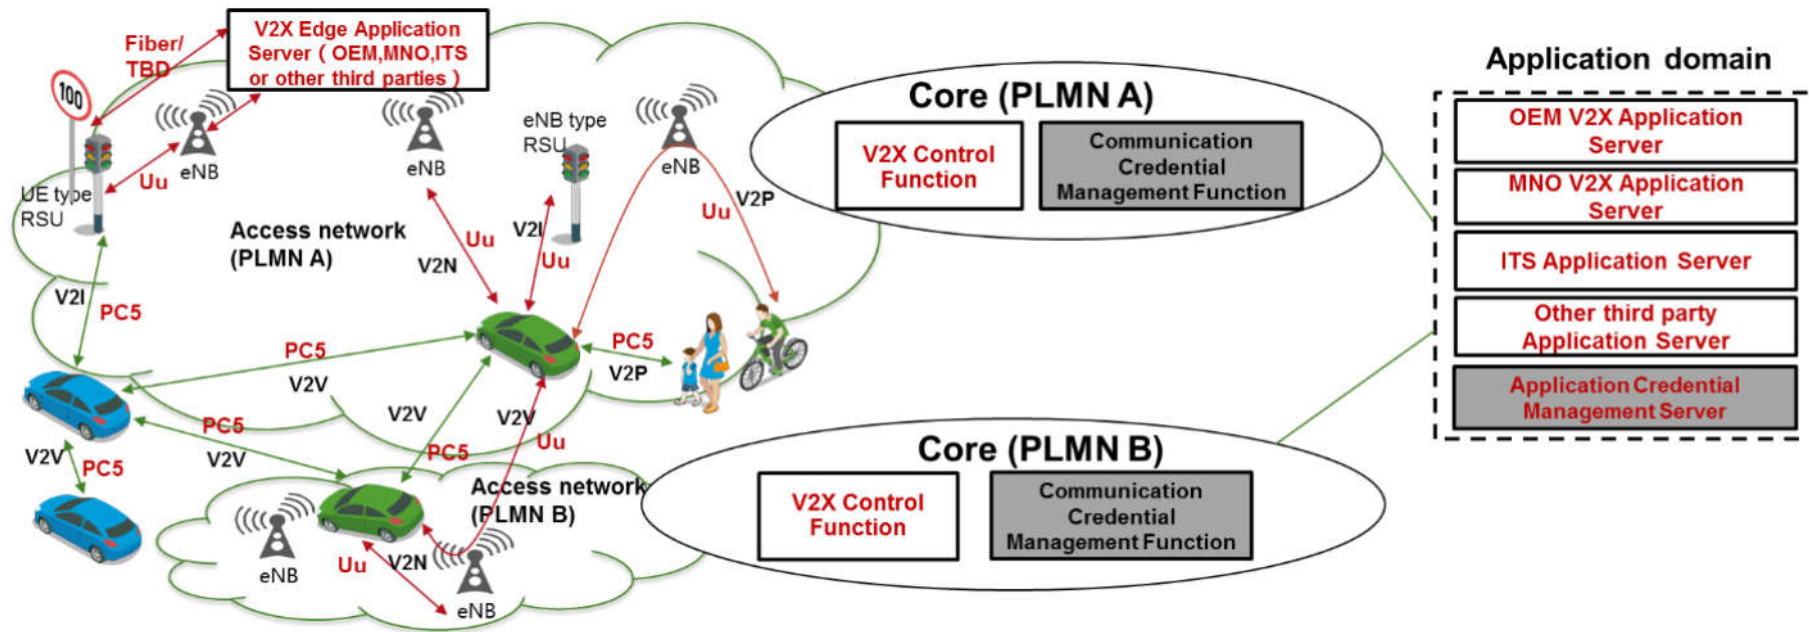 Fiber/
TBD
V2X Edge Application
Server ( OEM,MNO,ITS
or other third parties )
100
eNB
Uu
UE type
RSU
eNB
eNB type
RSU
eNB
Access network
(PLMN A)
V2N
Uu
V2I
Uu
Uu
V2P
V2I
PC5
PC5
V2V
PC5
V2P
V2V
PC5
V2V
Uu
PC5
V2V
V2V
PC5
Access network
(PLMN B)
eNB
Uu
V2N
eNB
Core (PLMN A)
V2X Control
Function
Communication
Credential
Management Function
Core (PLMN B)
V2X Control
Function
Communication
Credential
Management Function
Application domain
OEM V2X Application
Server
MNO V2X Application
Server
ITS Application Server
Other third party
Application Server
Application Credential
Management Server